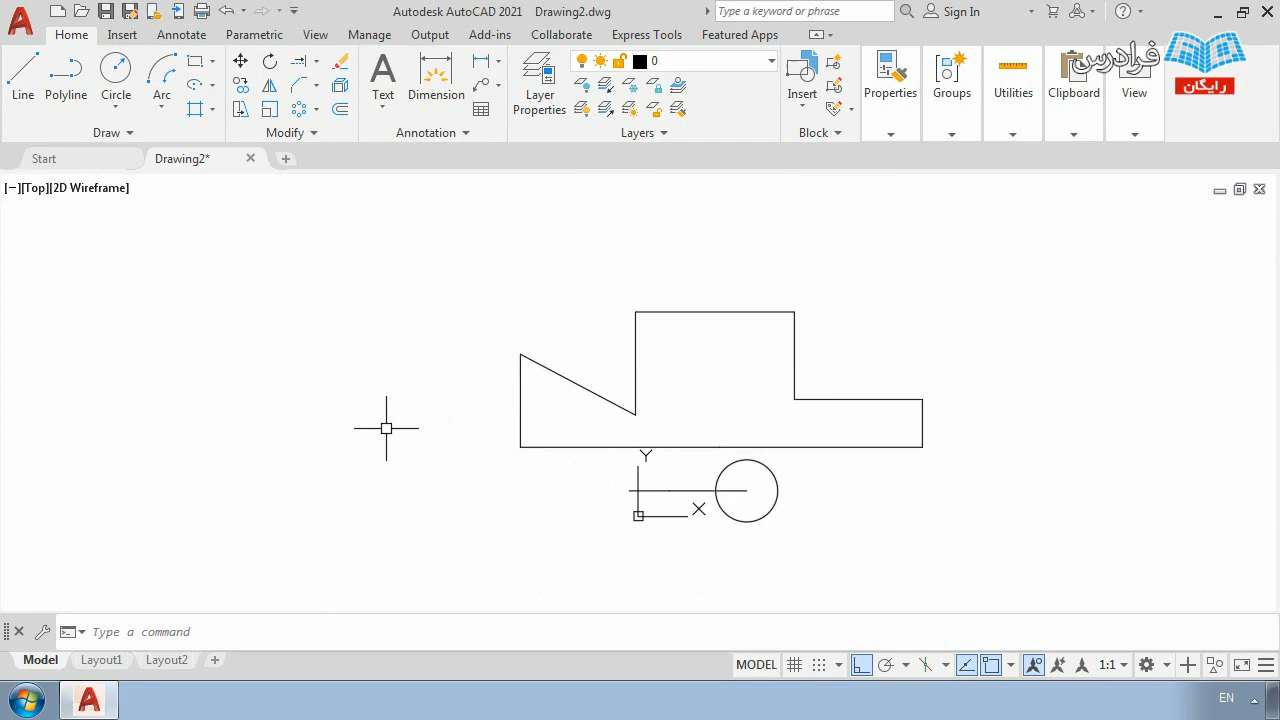 Autodesk AutoCAD 2021 Drawing2.dwg
Type a keyword or phrase
Sign In
Home Insert Annotate Parametric View Manage Output Add-ins Collaborate Express Tools Featured Apps
فرادرس
رایگان
0
Line Polyline Circle Arc
Text Dimension
Layer
Properties
Insert
Properties
Groups
Utilities
Clipboard
View
Draw Modify Annotation Layers Block
Start Drawing2*
[−][Top][2D Wireframe]
Y
X
Type a command
Model Layout1 Layout2
MODEL
1:1
EN